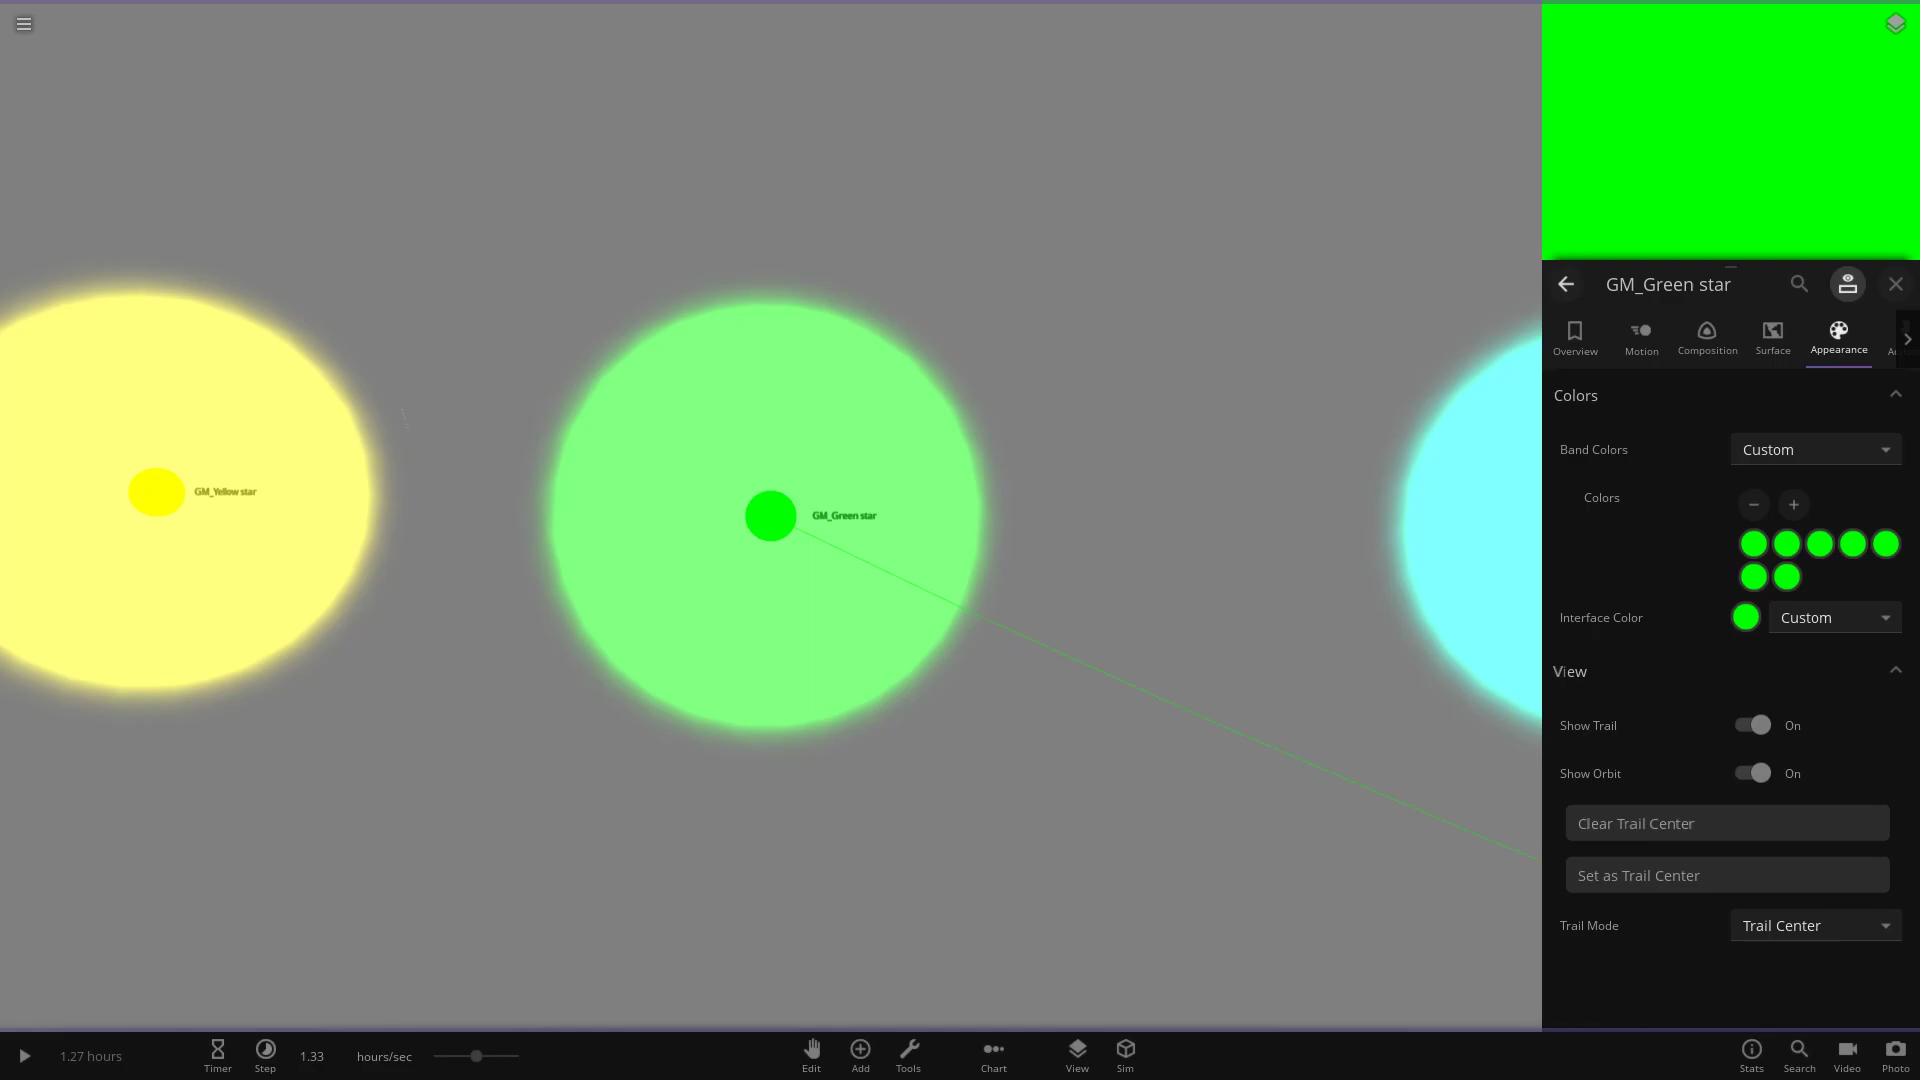 GM_Yellow star
GM_Green star
GM_Green star
Overview
Motion
Composition
Surface
Appearance
Colors
Band Colors
Custom
Colors
Interface Color
Custom
View
Show Trail
On
Show Orbit
On
Clear Trail Center
Set as Trail Center
Trail Mode
Trail Center
1.27 hours
Timer
Step
1.33
hours/sec
Edit
Add
Tools
Chart
View
Sim
Stats
Search
Video
Photo